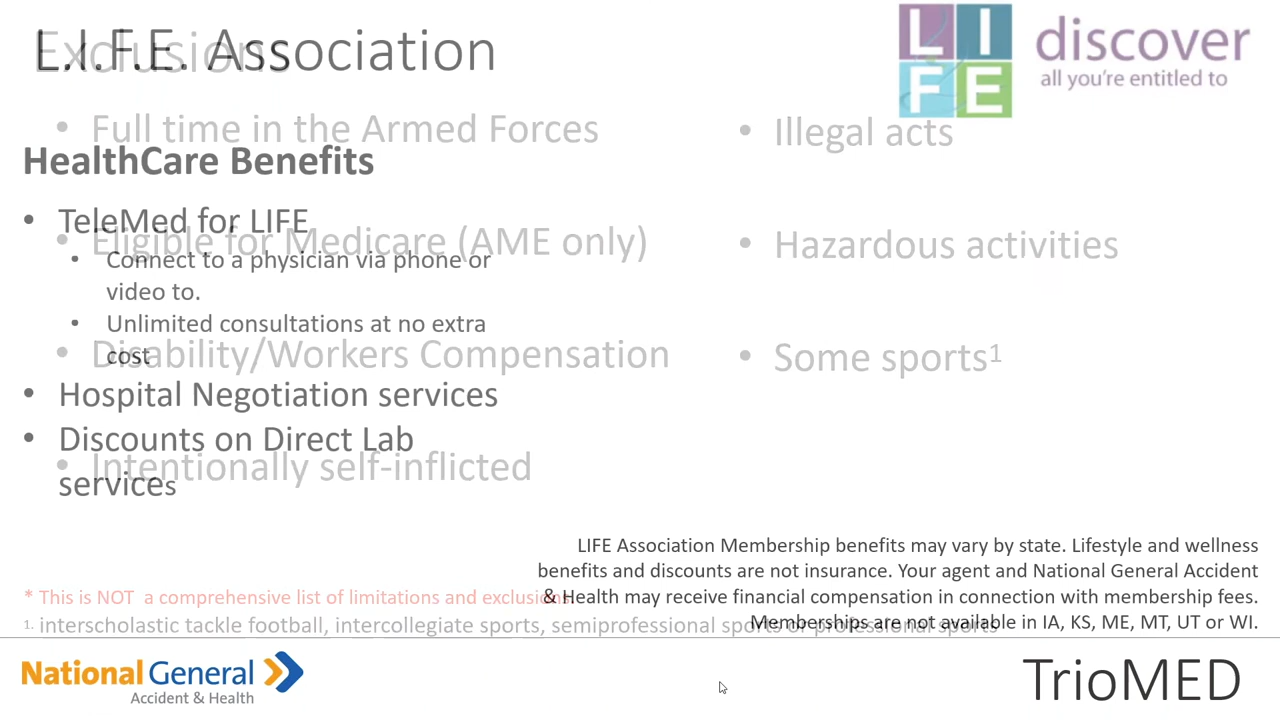 L.I.F.E. Association
Exclusions
LI
FE
discover
all you're entitled to
HealthCare Benefits
• TeleMed for LIFE
• Connect to a physician via phone or
video to.
• Unlimited consultations at no extra
cost
• Hospital Negotiation services
• Discounts on Direct Lab
services
• Full time in the Armed Forces
• Eligible for Medicare (AME only)
• Disability/Workers Compensation
• Intentionally self-inflicted
• Illegal acts
• Hazardous activities
• Some sports1
LIFE Association Membership benefits may vary by state. Lifestyle and wellness
benefits and discounts are not insurance. Your agent and National General Accident
& Health may receive financial compensation in connection with membership fees.
Memberships are not available in IA, KS, ME, MT, UT or WI.
* This is NOT a comprehensive list of limitations and exclusions.
1. interscholastic tackle football, intercollegiate sports, semiprofessional sports or professional sports
National General
Accident & Health
TrioMED